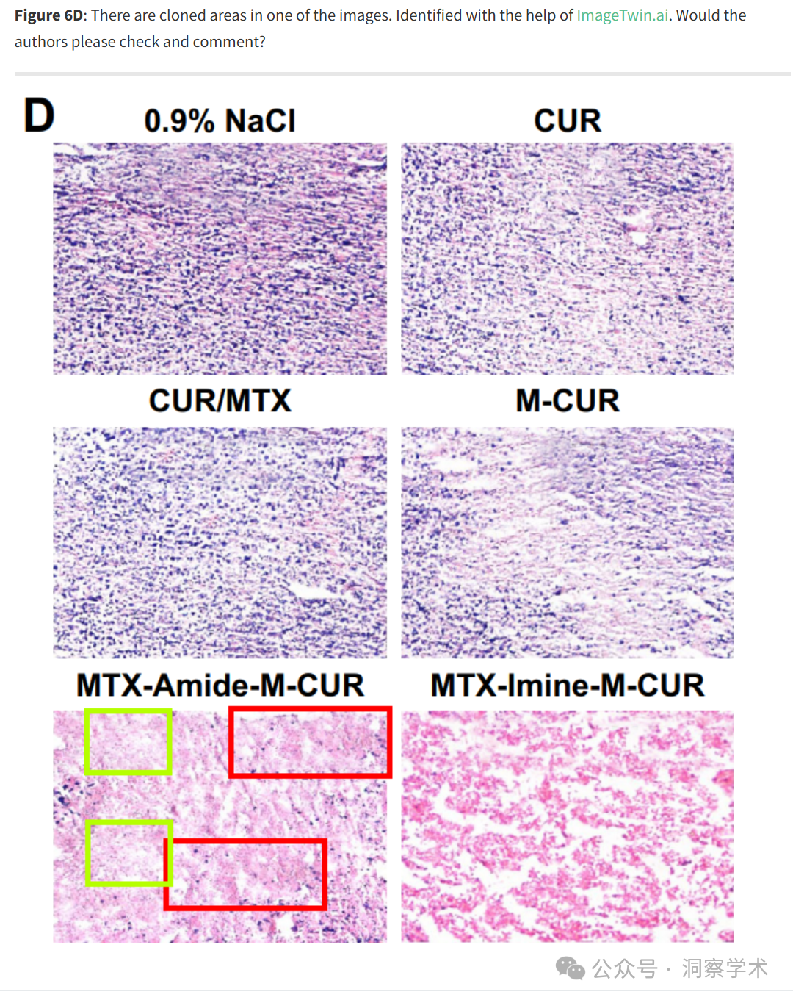 Figure 6D: There are cloned areas in one of the images. Identified with the help of ImageTwin.ai. Would the
authors please check and comment?
D
0.9% NaCl
CUR
CUR/MTX
M-CUR
MTX-Amide-M-CUR
MTX-Imine-M-CUR
公众号 · 洞察学术